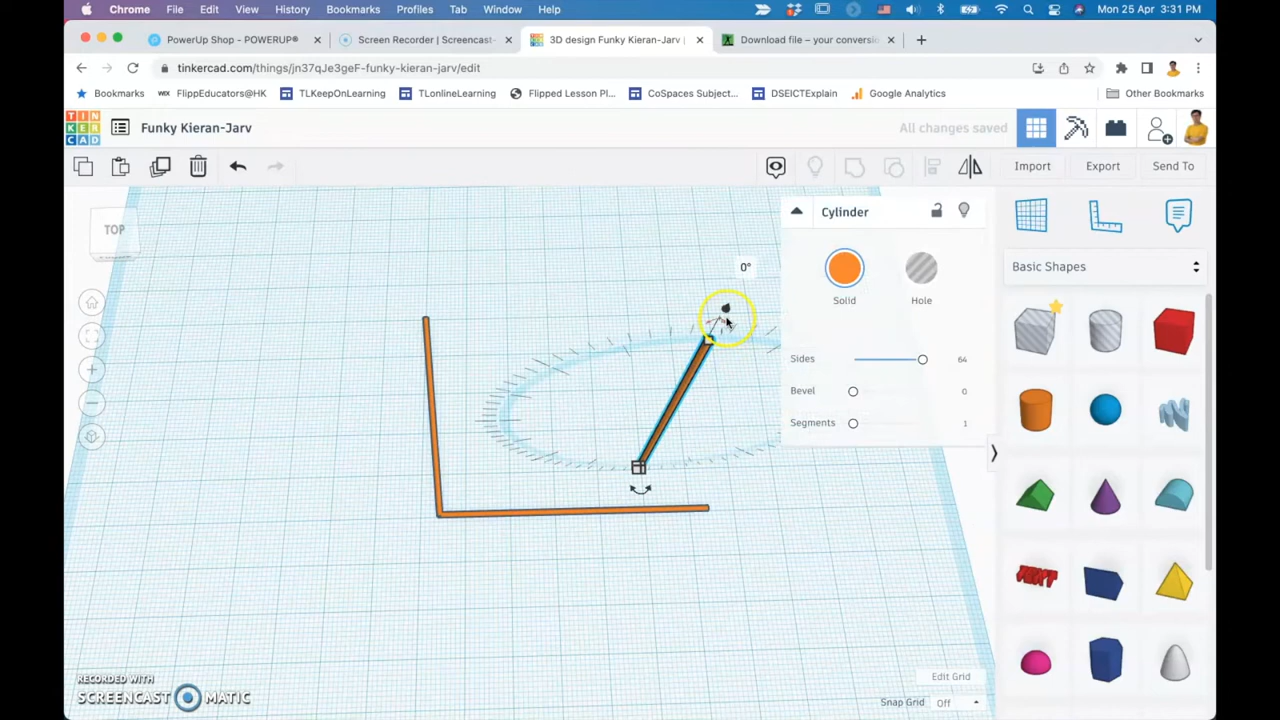 Chrome File Edit View History Bookmarks Profiles Tab Window Help Mon 25 Apr 3:31 PM
PowerUp Shop - POWERUP® Screen Recorder | Screencast- 3D design Funky Kieran-Jarv | Download file – your conversio
tinkercad.com/things/jn37qJe3geF-funky-kieran-jarv/edit
Bookmarks WIX FlippEducators@HK TLKeepOnLearning TLonlineLearning Flipped Lesson Pl... CoSpaces Subject... DSEICTExplain Google Analytics Other Bookmarks
TIN
KER
CAD
Funky Kieran-Jarv
All changes saved
Import Export Send To
TOP
Cylinder
Solid Hole
Sides 64
Bevel 0
Segments 1
0°
Basic Shapes
TEXT
Edit Grid
Snap Grid Off
RECORDED WITH
SCREENCAST MATIC